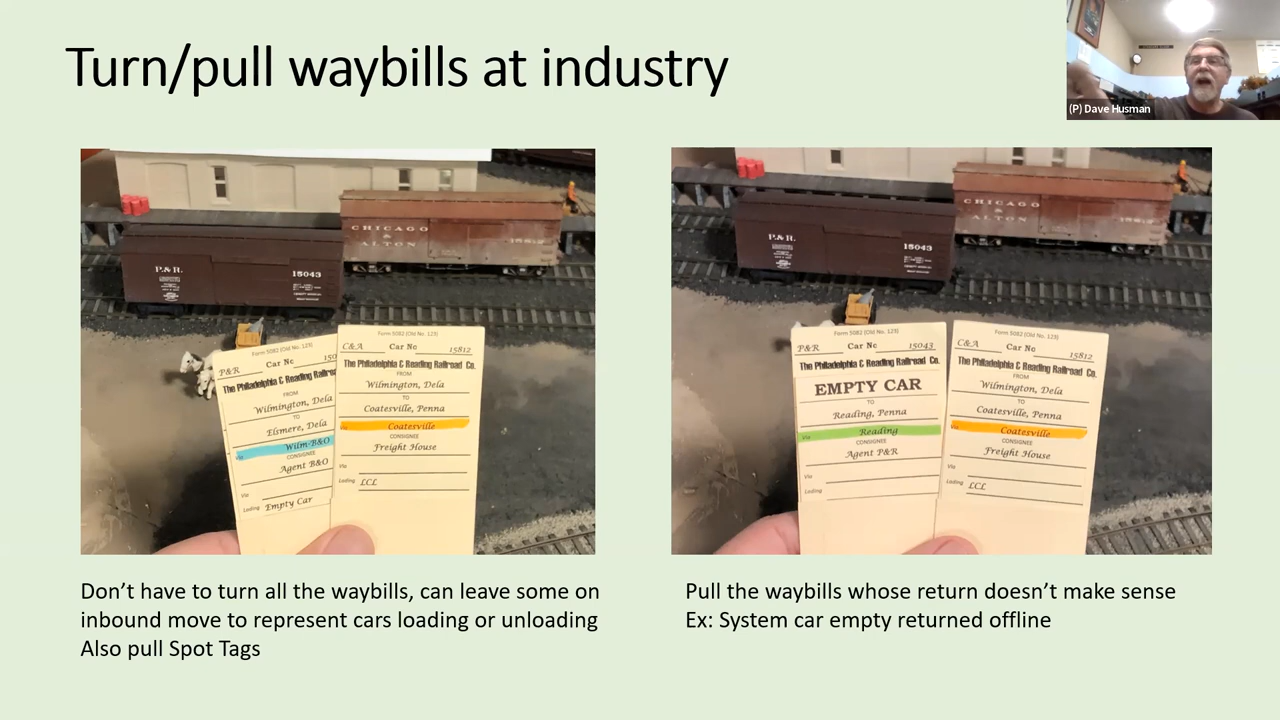 Turn/pull waybills at industry
(P) Dave Husman
CHICAGO
&
ALTON
15812
P&R.
15043
Form 5082 (Old No. 123)
P&R Car No
The Philadelphia & Reading Railroad
FROM
Wilmington, Dela
TO
Elsmere, Dela
Via Wilm-B&O
CONSIGNEE
Agent B&O
Via
Lading Empty Car
Form 5082 (Old No. 123)
C&A Car No 15812
The Philadelphia & Reading Railroad Co.
FROM
Wilmington, Dela
TO
Coatesville, Penna
Via Coatesville
CONSIGNEE
Freight House
Via
Lading LCL
CHICAGO
&
ALTON
P&R.
15043
Form 5082 (Old No. 123)
P&R Car No 15043
The Philadelphia & Reading Railroad Co.
EMPTY CAR
TO
Reading, Penna
Via Reading
CONSIGNEE
Agent P&R
Via
Lading
Form 5082 (Old No. 123)
C&A Car No 15812
The Philadelphia & Reading Railroad Co.
FROM
Wilmington, Dela
TO
Coatesville, Penna
Via Coatesville
CONSIGNEE
Freight House
Via
Lading LCL
Don't have to turn all the waybills, can leave some on
inbound move to represent cars loading or unloading
Also pull Spot Tags
Pull the waybills whose return doesn't make sense
Ex: System car empty returned offline